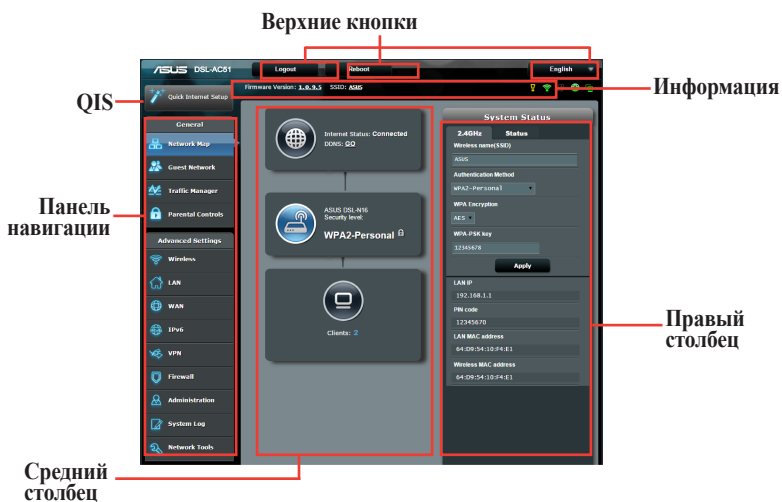 Верхние кнопки
QIS
Панель
навигации
Информация
Правый
столбец
Средний
столбец
ASUS DSL-AC51
Logout
Reboot
English
Quick Internet Setup
Firmware Version: 1.0.9.5 SSID: ASUS
General
Network Map
Guest Network
Traffic Manager
Parental Controls
Advanced Settings
Wireless
LAN
WAN
IPv6
VPN
Firewall
Administration
System Log
Network Tools
Internet Status: Connected
DDNS: GO
ASUS DSL-N16
Security level:
WPA2-Personal
Clients: 2
System Status
2.4GHz Status
Wireless name(SSID)
ASUS
Authentication Method
WPA2-Personal
WPA Encryption
AES
WPA-PSK key
12345678
Apply
LAN IP
192.168.1.1
PIN code
12345670
LAN MAC address
64:D9:54:10:F4:E1
Wireless MAC address
64:D9:54:10:F4:E1